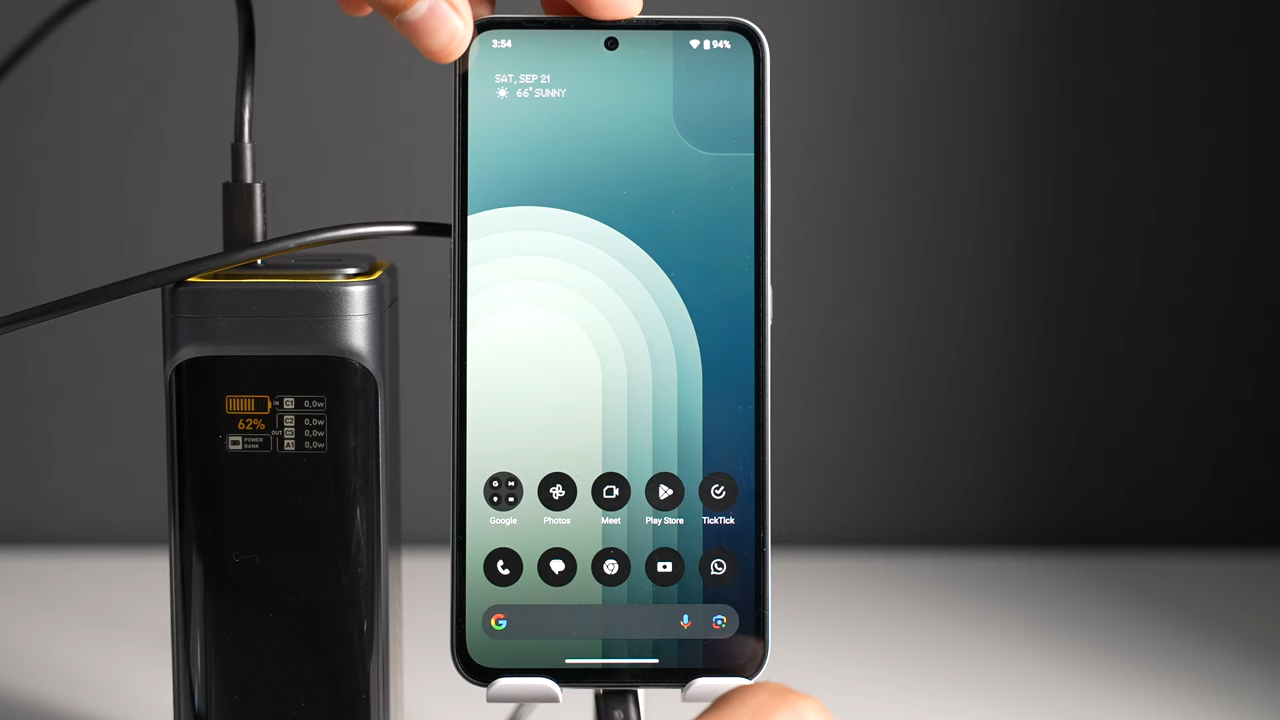 3:54
94%
SAT, SEP 21
66° SUNNY
Google
Photos
Meet
Play Store
TickTick
62%
IN C1 0.0w
OUT
C2 0.0w
C3 0.0w
A1 0.0w
POWER
BANK